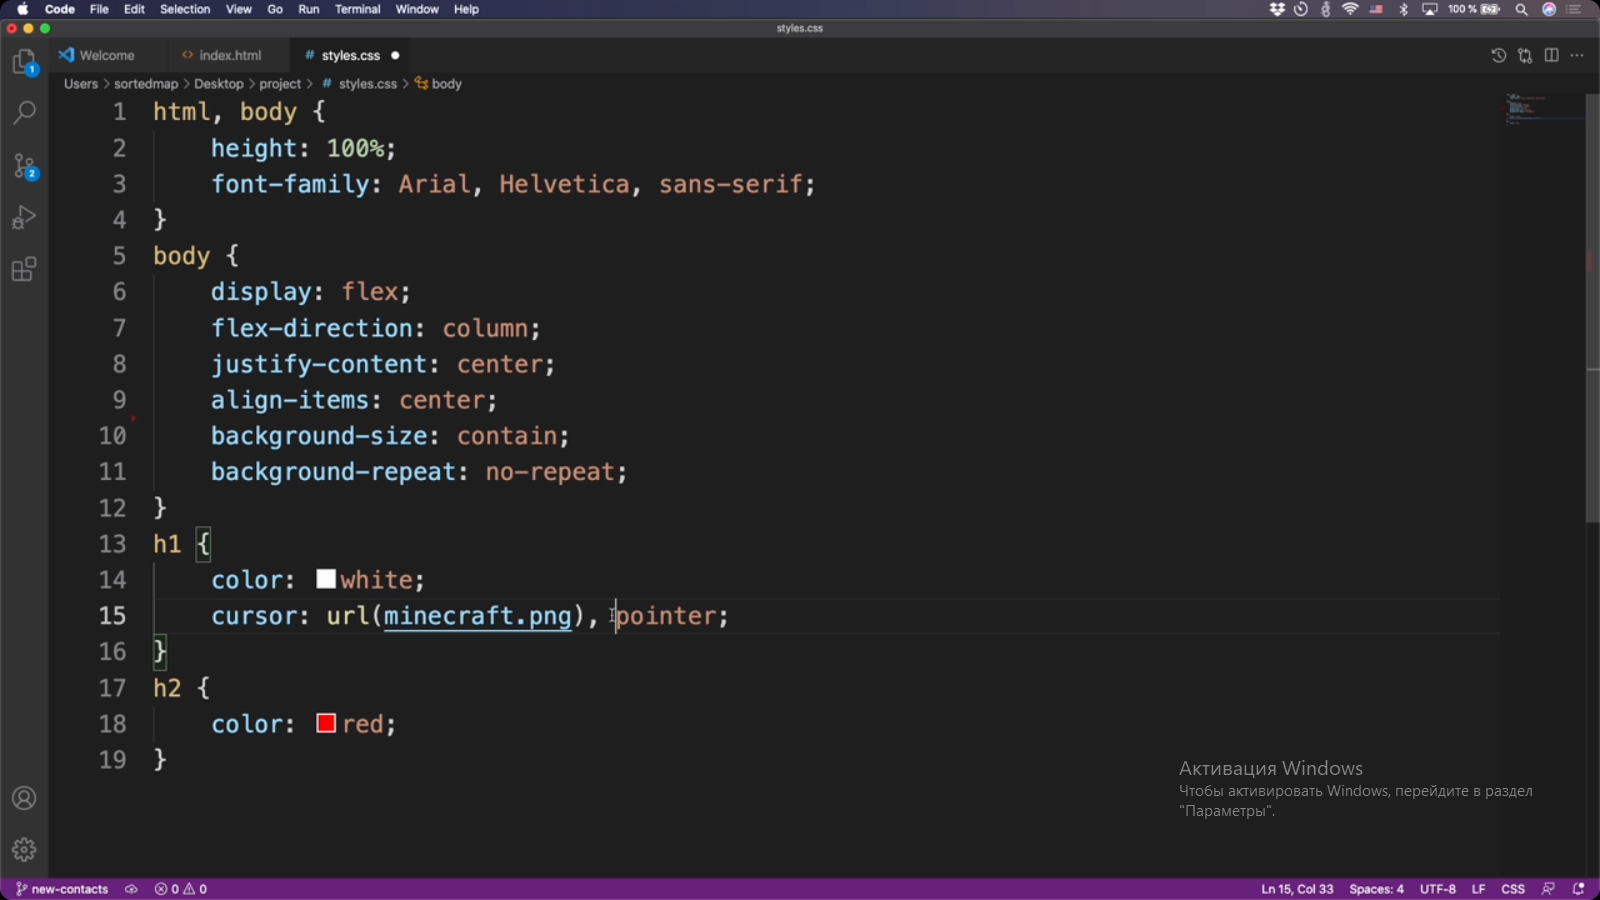 Code File Edit Selection View Go Run Terminal Window Help 100 %
styles.css
Welcome <> index.html # styles.css
Users > sortedmap > Desktop > project > # styles.css > body
1 html, body {
2 height: 100%;
3 font-family: Arial, Helvetica, sans-serif;
4 }
5 body {
6 display: flex;
7 flex-direction: column;
8 justify-content: center;
9 align-items: center;
10 background-size: contain;
11 background-repeat: no-repeat;
12 }
13 h1 {
14 color: white;
15 cursor: url(minecraft.png), pointer;
16 }
17 h2 {
18 color: red;
19 }
1
2
Активация Windows
Чтобы активировать Windows, перейдите в раздел
"Параметры".
new-contacts 0 0 Ln 15, Col 33 Spaces: 4 UTF-8 LF CSS